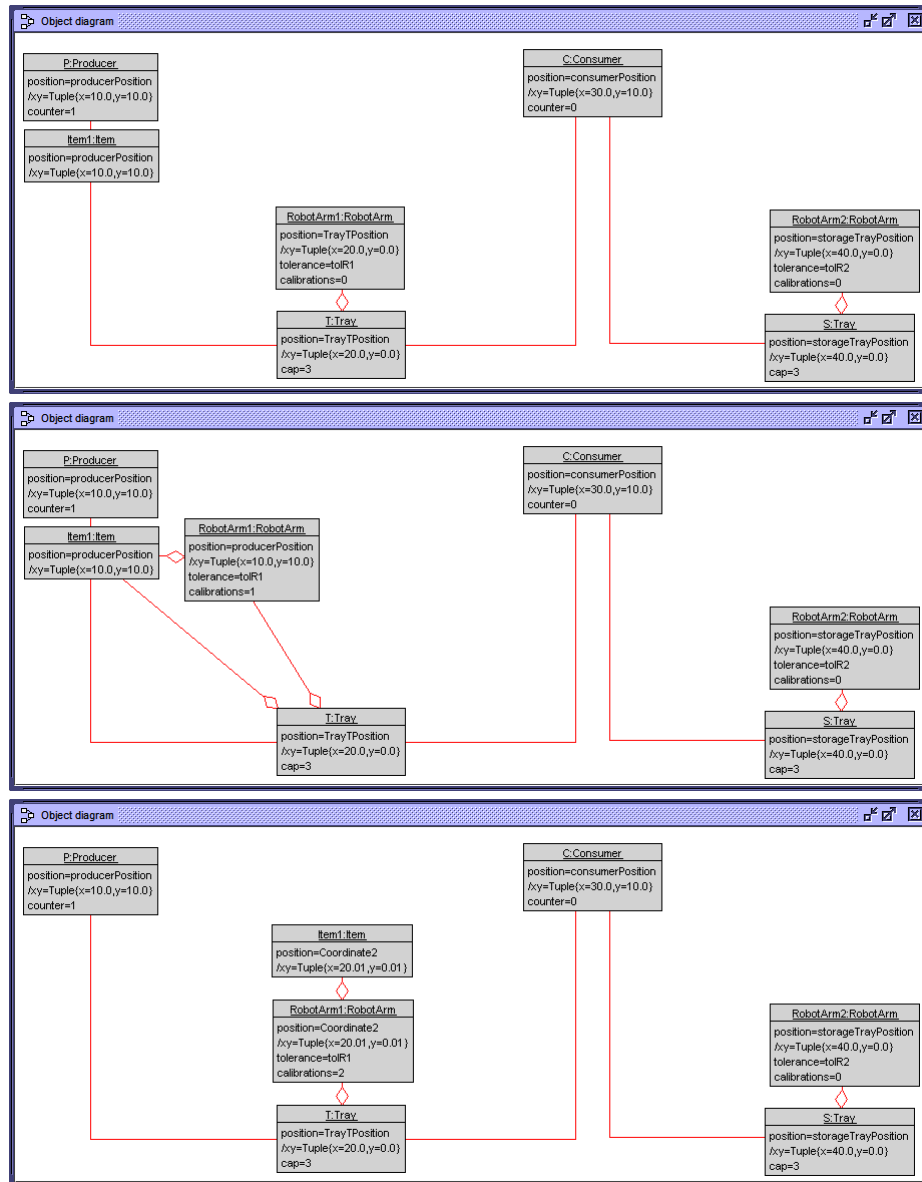 Object diagram
P:Producer
position=producerPosition
/xy=Tuple{x=10.0,y=10.0}
counter=1
Item1:Item
position=producerPosition
/xy=Tuple{x=10.0,y=10.0}
C:Consumer
position=consumerPosition
/xy=Tuple{x=30.0,y=10.0}
counter=0
RobotArm1:RobotArm
position=TrayTPosition
/xy=Tuple{x=20.0,y=0.0}
tolerance=tolR1
calibrations=0
RobotArm2:RobotArm
position=storageTrayPosition
/xy=Tuple{x=40.0,y=0.0}
tolerance=tolR2
calibrations=0
T:Tray
position=TrayTPosition
/xy=Tuple{x=20.0,y=0.0}
cap=3
S:Tray
position=storageTrayPosition
/xy=Tuple{x=40.0,y=0.0}
cap=3
Object diagram
P:Producer
position=producerPosition
/xy=Tuple{x=10.0,y=10.0}
counter=1
Item1:Item
position=producerPosition
/xy=Tuple{x=10.0,y=10.0}
RobotArm1:RobotArm
position=producerPosition
/xy=Tuple{x=10.0,y=10.0}
tolerance=tolR1
calibrations=1
C:Consumer
position=consumerPosition
/xy=Tuple{x=30.0,y=10.0}
counter=0
RobotArm2:RobotArm
position=storageTrayPosition
/xy=Tuple{x=40.0,y=0.0}
tolerance=tolR2
calibrations=0
T:Tray
position=TrayTPosition
/xy=Tuple{x=20.0,y=0.0}
cap=3
S:Tray
position=storageTrayPosition
/xy=Tuple{x=40.0,y=0.0}
cap=3
Object diagram
P:Producer
position=producerPosition
/xy=Tuple{x=10.0,y=10.0}
counter=1
C:Consumer
position=consumerPosition
/xy=Tuple{x=30.0,y=10.0}
counter=0
Item1:Item
position=Coordinate2
/xy=Tuple{x=20.01,y=0.01}
RobotArm1:RobotArm
position=Coordinate2
/xy=Tuple{x=20.01,y=0.01}
tolerance=tolR1
calibrations=2
RobotArm2:RobotArm
position=storageTrayPosition
/xy=Tuple{x=40.0,y=0.0}
tolerance=tolR2
calibrations=0
T:Tray
position=TrayTPosition
/xy=Tuple{x=20.0,y=0.0}
cap=3
S:Tray
position=storageTrayPosition
/xy=Tuple{x=40.0,y=0.0}
cap=3